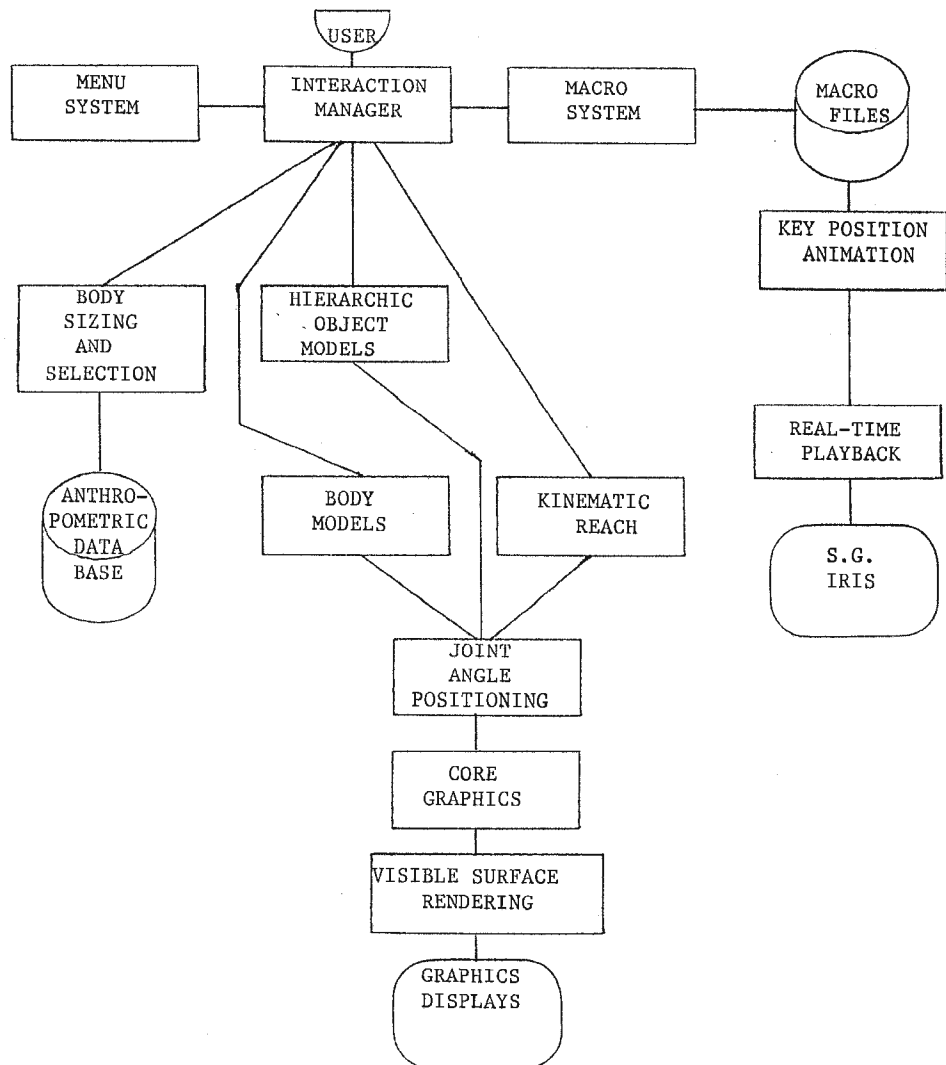 USER
MENU
SYSTEM
INTERACTION
MANAGER
MACRO
SYSTEM
MACRO
FILES
KEY POSITION
ANIMATION
BODY
SIZING
AND
SELECTION
HIERARCHIC
OBJECT
MODELS
REAL-TIME
PLAYBACK
ANTHRO-
POMETRIC
DATA
BASE
BODY
MODELS
KINEMATIC
REACH
S.G.
IRIS
JOINT
ANGLE
POSITIONING
CORE
GRAPHICS
VISIBLE SURFACE
RENDERING
GRAPHICS
DISPLAYS